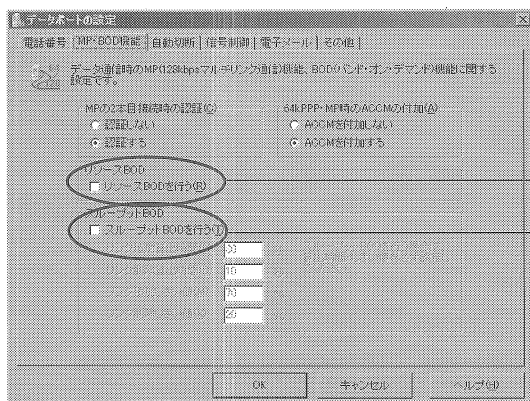 データポートの設定
電話番号 MP・BOD機能 自動切断 信号制御 電子メール その他
データ通信時のMP(128kbpsマルチリンク通信)機能、BOD(バンド・オン・デマンド)機能に関する
設定です。
MPの2本目接続時の認証(C) 64kPPP・MP時のACCMの付加(A)
認証しない ACCMを付加しない
認証する ACCMを付加する
リソースBOD
リソースBODを行う(R)
スループットBOD
スループットBODを行う(T)
10
70
20
OK キャンセル ヘルプ(H)